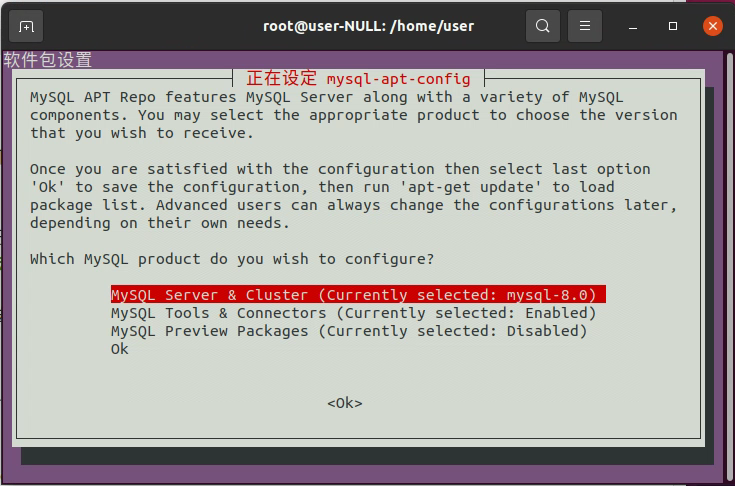 root@user-NULL: /home/user
软件包设置
正在设定 mysql-apt-config
MySQL APT Repo features MySQL Server along with a variety of MySQL
components. You may select the appropriate product to choose the version
that you wish to receive.
Once you are satisfied with the configuration then select last option
'Ok' to save the configuration, then run 'apt-get update' to load
package list. Advanced users can always change the configurations later,
depending on their own needs.
Which MySQL product do you wish to configure?
MySQL Server & Cluster (Currently selected: mysql-8.0)
MySQL Tools & Connectors (Currently selected: Enabled)
MySQL Preview Packages (Currently selected: Disabled)
Ok
<Ok>